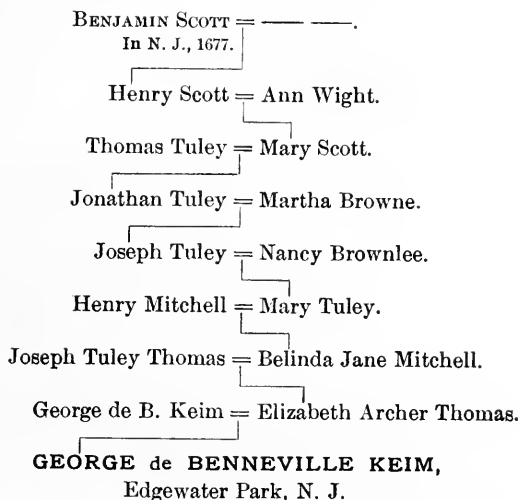 BENJAMIN SCOTT = — —.
In N. J., 1677.
Henry Scott = Ann Wight.
Thomas Tuley = Mary Scott.
Jonathan Tuley = Martha Browne.
Joseph Tuley = Nancy Brownlee.
Henry Mitchell = Mary Tuley.
Joseph Tuley Thomas = Belinda Jane Mitchell.
George de B. Keim = Elizabeth Archer Thomas.
GEORGE de BENNEVILLE KEIM,
Edgewater Park, N. J.